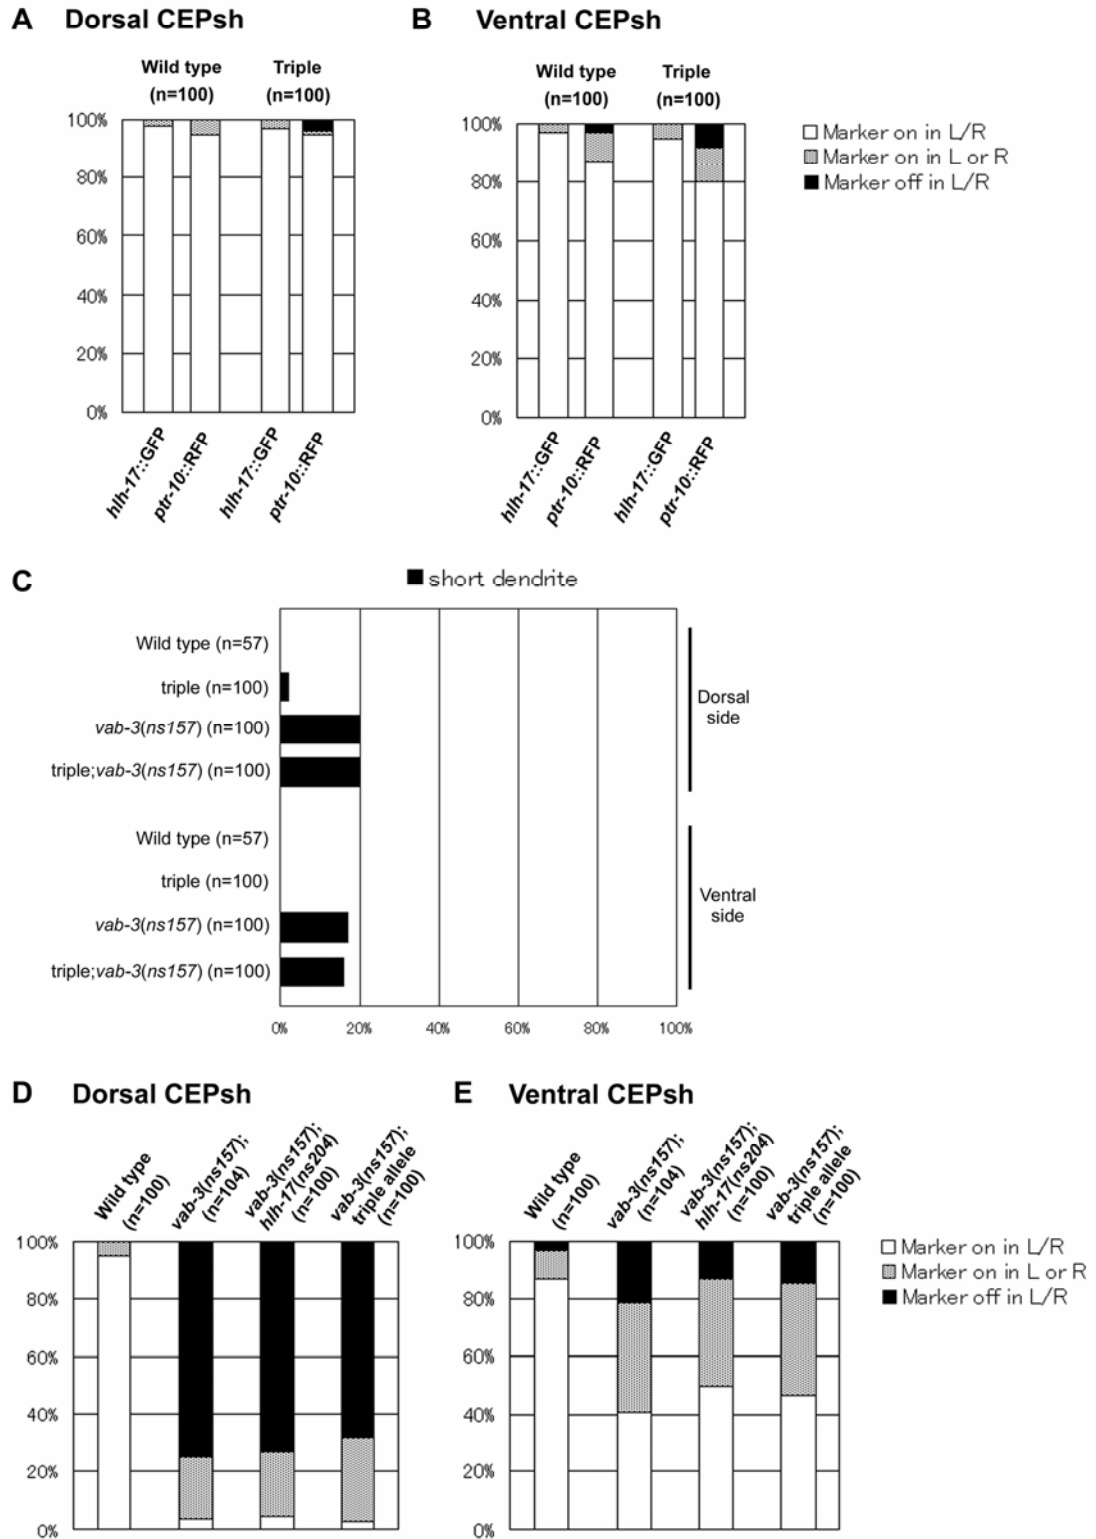 A Dorsal CEPsh
Wild type (n=100)
Triple (n=100)
100%
80%
60%
40%
20%
0%
hlh-17::GFP
ptr-10::RFP
hlh-17::GFP
ptr-10::RFP
B Ventral CEPsh
Wild type (n=100)
Triple (n=100)
100%
80%
60%
40%
20%
0%
hlh-17::GFP
ptr-10::RFP
hlh-17::GFP
ptr-10::RFP
Marker on in L/R
Marker on in L or R
Marker off in L/R
C
short dendrite
Wild type (n=57)
triple (n=100)
vab-3(ns157) (n=100)
triple;vab-3(ns157) (n=100)
Dorsal
side
Wild type (n=57)
triple (n=100)
vab-3(ns157) (n=100)
triple;vab-3(ns157) (n=100)
Ventral
side
0% 20% 40% 60% 80% 100%
D Dorsal CEPsh
Wild type
(n=100)
vab-3(ns157);
(n=104)
vab-3(ns157);
hlh-17(ns204)
(n=100)
vab-3(ns157);
triple allele
(n=100)
100%
80%
60%
40%
20%
0%
E Ventral CEPsh
Wild type
(n=100)
vab-3(ns157);
(n=104)
vab-3(ns157);
hlh-17(ns204)
(n=100)
vab-3(ns157);
triple allele
(n=100)
100%
80%
60%
40%
20%
0%
Marker on in L/R
Marker on in L or R
Marker off in L/R